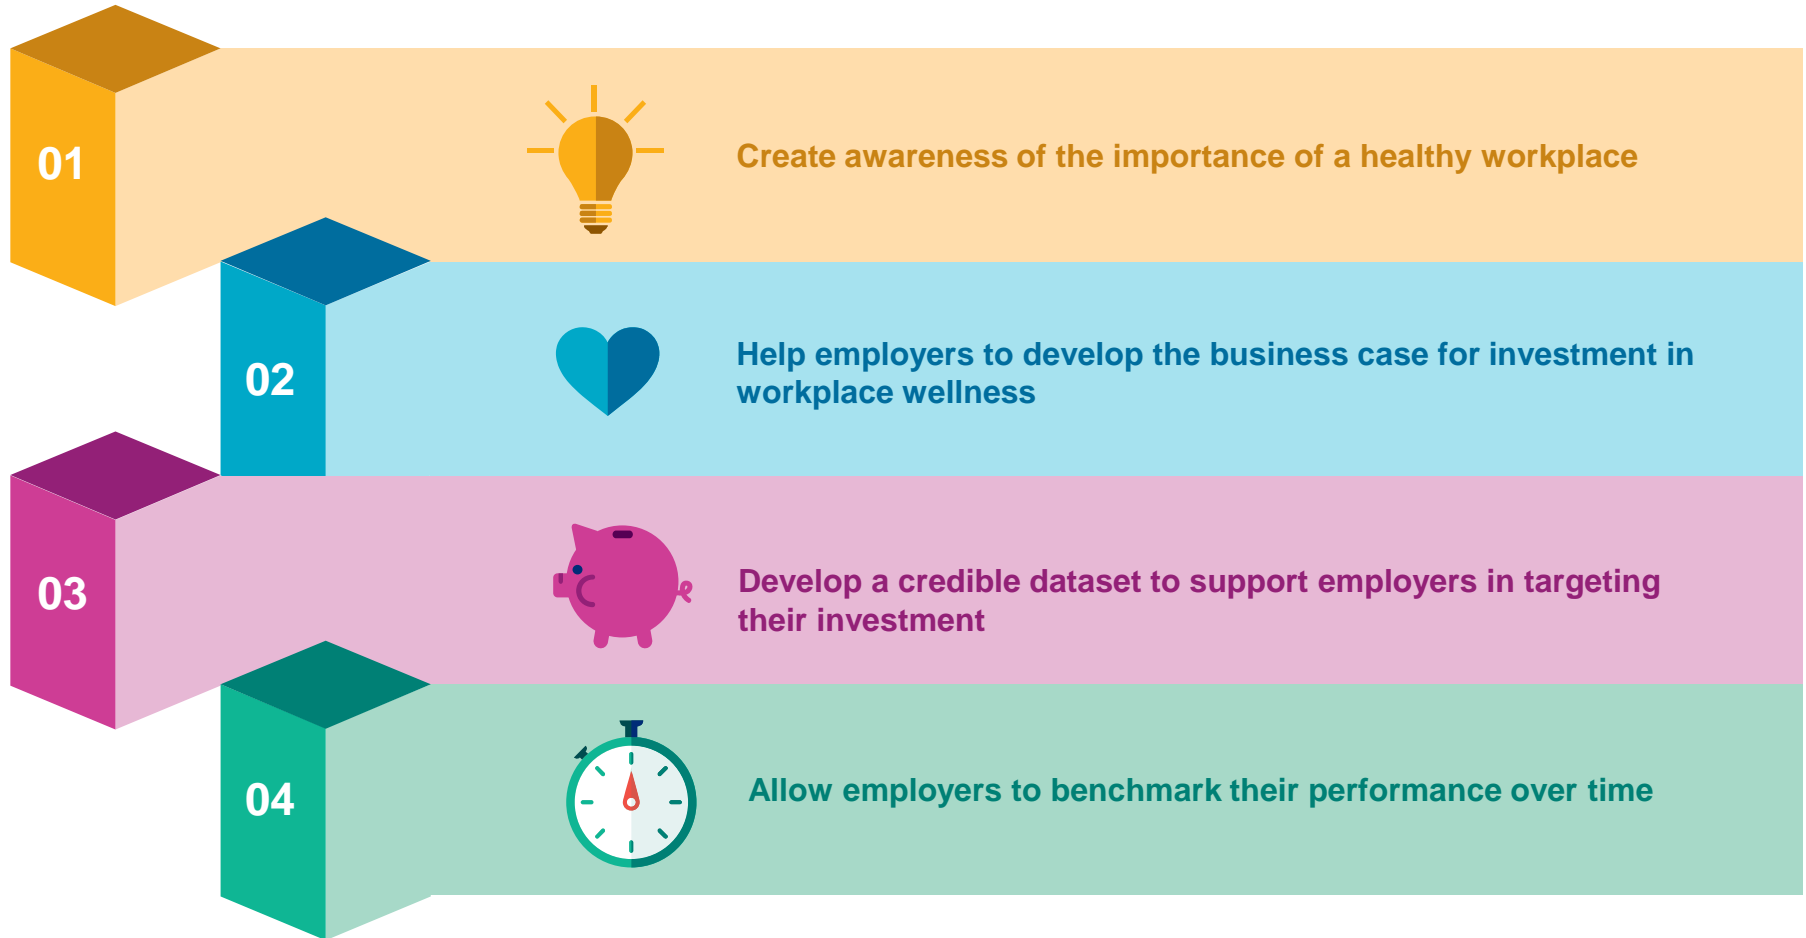 01
Create awareness of the importance of a healthy workplace
02
Help employers to develop the business case for investment in
workplace wellness
03
Develop a credible dataset to support employers in targeting
their investment
04
Allow employers to benchmark their performance over time